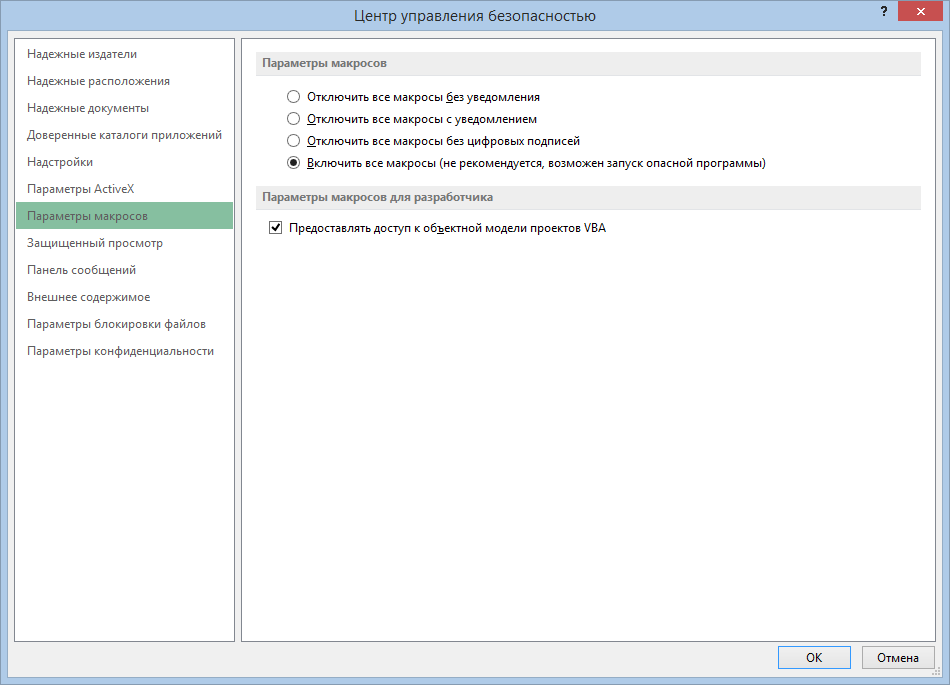 Центр управления безопасностью
?
Надежные издатели
Надежные расположения
Надежные документы
Доверенные каталоги приложений
Надстройки
Параметры ActiveX
Параметры макросов
Защищенный просмотр
Панель сообщений
Внешнее содержимое
Параметры блокировки файлов
Параметры конфиденциальности
Параметры макросов
Отключить все макросы без уведомления
Отключить все макросы с уведомлением
Отключить все макросы без цифровых подписей
Включить все макросы (не рекомендуется, возможен запуск опасной программы)
Параметры макросов для разработчика
Предоставлять доступ к объектной модели проектов VBA
ОК
Отмена